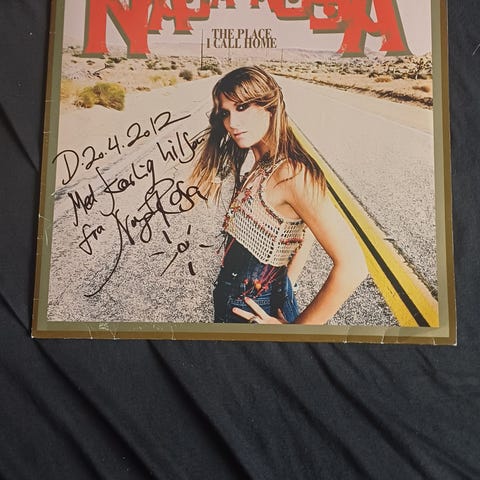 NAJA ROSA
THE PLACE
I CALL HOME
D. 20.4.2012
Med kærlig hilsen
fra Naja Rosa